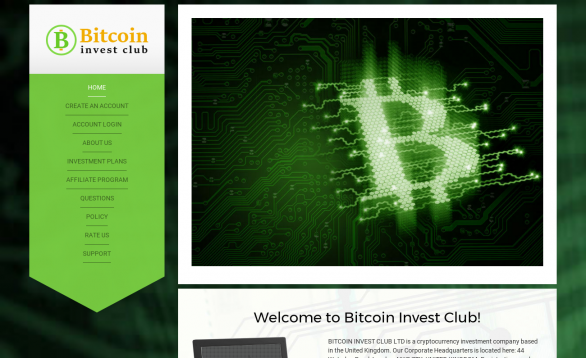 Bitcoin
invest club
HOME
CREATE AN ACCOUNT
ACCOUNT LOGIN
ABOUT US
INVESTMENT PLANS
AFFILIATE PROGRAM
QUESTIONS
POLICY
RATE US
SUPPORT
Welcome to Bitcoin Invest Club!
BITCOIN INVEST CLUB LTD is a cryptocurrency investment company based
in the United Kingdom. Our Corporate Headquarters is located here: 44